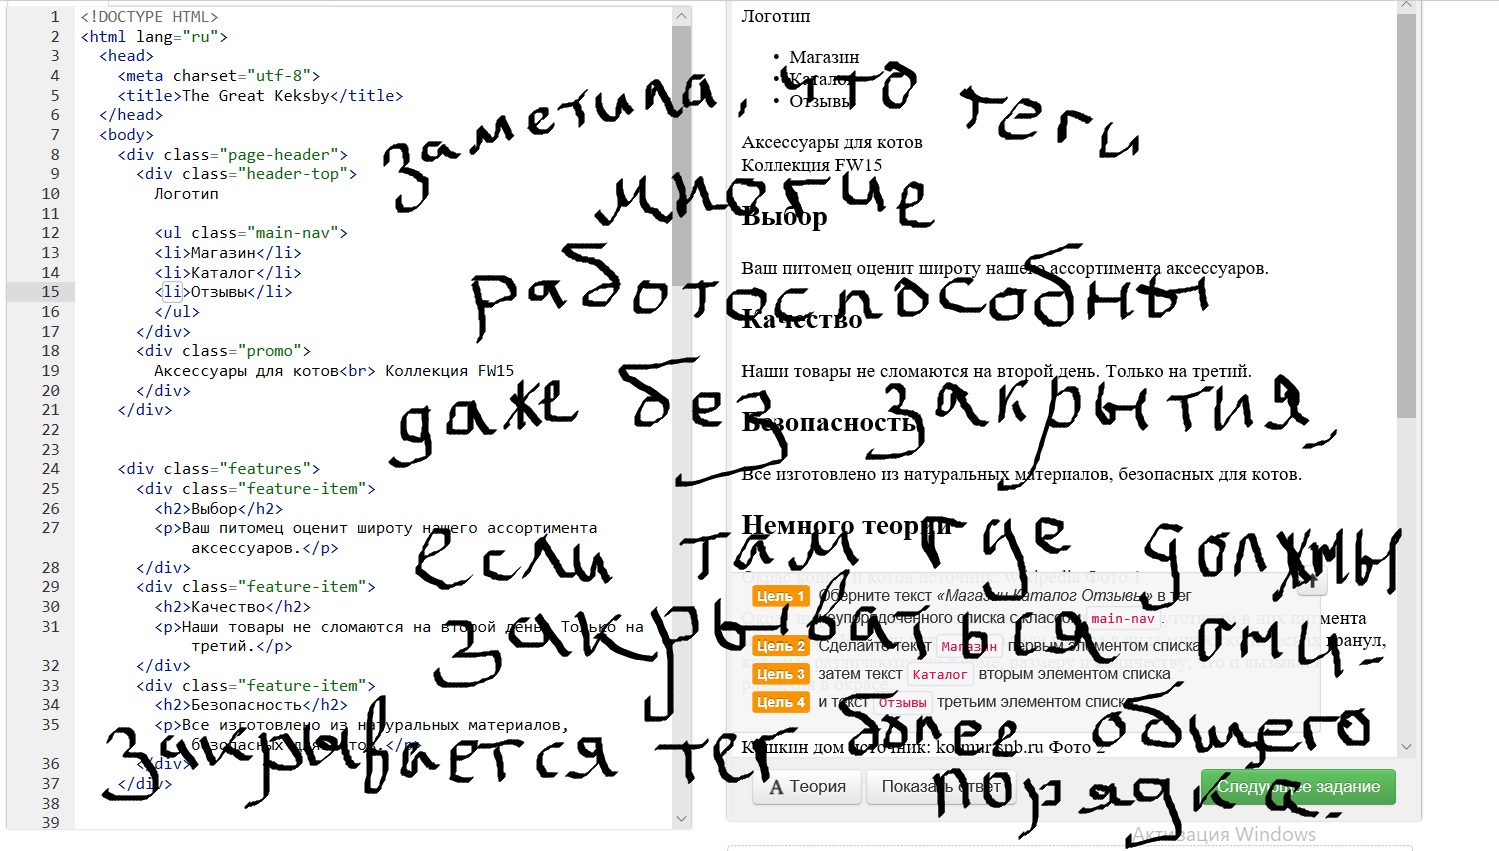 1 <!DOCTYPE HTML>
2 <html lang="ru">
3 <head>
4 <meta charset="utf-8">
5 <title>The Great Keksby</title>
6 </head>
7 <body>
8 <div class="page-header">
9 <div class="header-top">
10 Логотип
11
12 <ul class="main-nav">
13 <li>Магазин</li>
14 <li>Каталог</li>
15 <li>Отзывы</li>
16 </ul>
17 </div>
18 <div class="promo">
19 Аксессуары для котов<br> Коллекция FW15
20 </div>
21 </div>
22
23
24 <div class="features">
25 <div class="feature-item">
26 <h2>Выбор</h2>
27 <p>Ваш питомец оценит широту нашего ассортимента
аксессуаров.</p>
28 </div>
29 <div class="feature-item">
30 <h2>Качество</h2>
31 <p>Наши товары не сломаются на второй день. Только на
третий.</p>
32 </div>
33 <div class="feature-item">
34 <h2>Безопасность</h2>
35 <p>Все изготовлено из натуральных материалов,
безопасных для котов.</p>
36 </div>
37 </div>
38
39
Логотип
• Магазин
• Каталог
• Отзывы
Аксессуары для котов
Коллекция FW15
Выбор
Ваш питомец оценит широту нашего ассортимента аксессуаров.
Качество
Наши товары не сломаются на второй день. Только на третий.
Безопасность
Все изготовлено из натуральных материалов, безопасных для котов.
Немного теории
Цель 1 Оберните текст «Магазин Каталог Отзывы» в тег
неупорядоченного списка с классом main-nav.
Цель 2 Сделайте текст Магазин первым элементом списка
Цель 3 затем текст Каталог вторым элементом списка
Цель 4 и текст Отзывы третьим элементом списка
Кошкин дом источник: Фото 2
Теория Показать ответ Следующее задание
Активация Windows
заметила, что теги
многие
работоспособны
даже без закрытия,
если там где должны
закрываться они -
закрывается тег более общего
порядка.